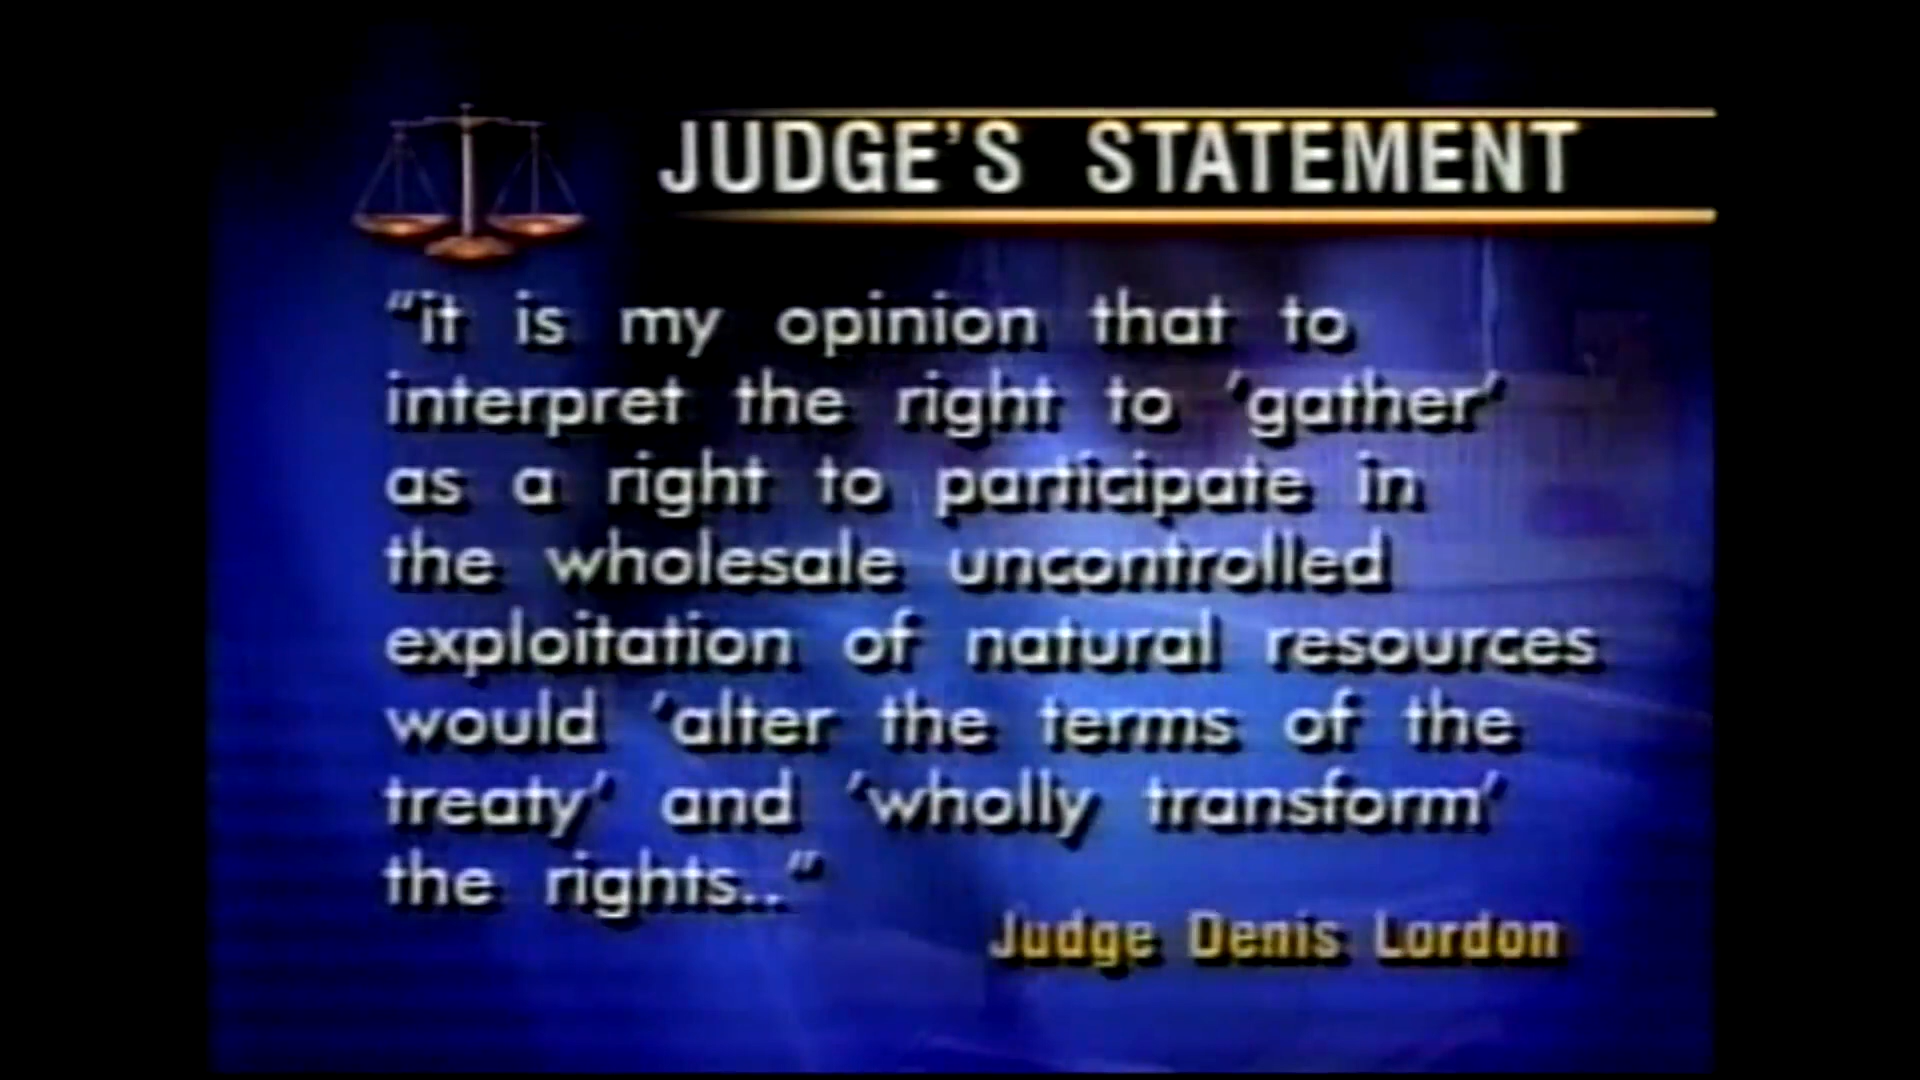 JUDGE'S STATEMENT
"it is my opinion that to
interpret the right to 'gather'
as a right to participate in
the wholesale uncontrolled
exploitation of natural resources
would 'alter the terms of the
treaty' and 'wholly transform'
the rights.."
Judge Denis Lordon